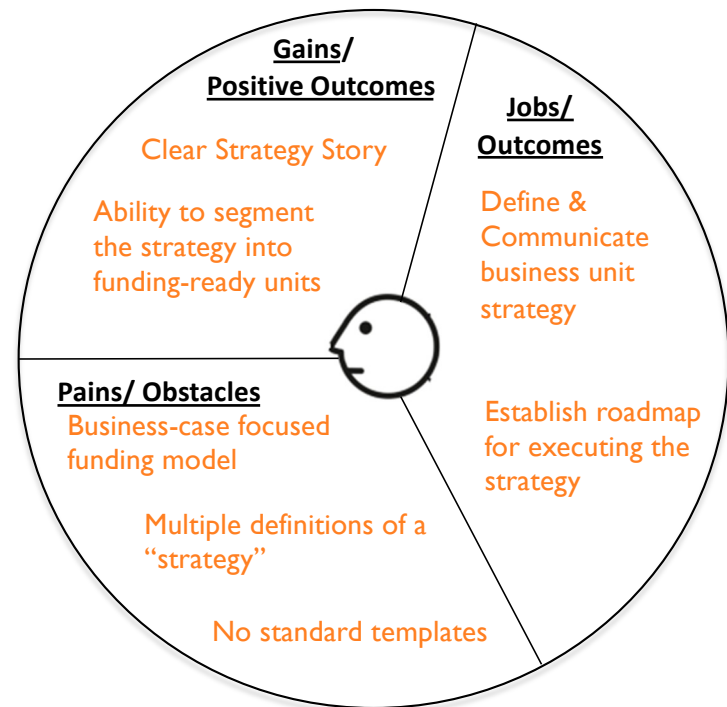 Gains/
Positive Outcomes
Clear Strategy Story
Ability to segment
the strategy into
funding-ready units
Jobs/
Outcomes
Define &
Communicate
business unit
strategy
Establish roadmap
for executing the
strategy
Pains/ Obstacles
Business-case focused
funding model
Multiple definitions of a
“strategy”
No standard templates